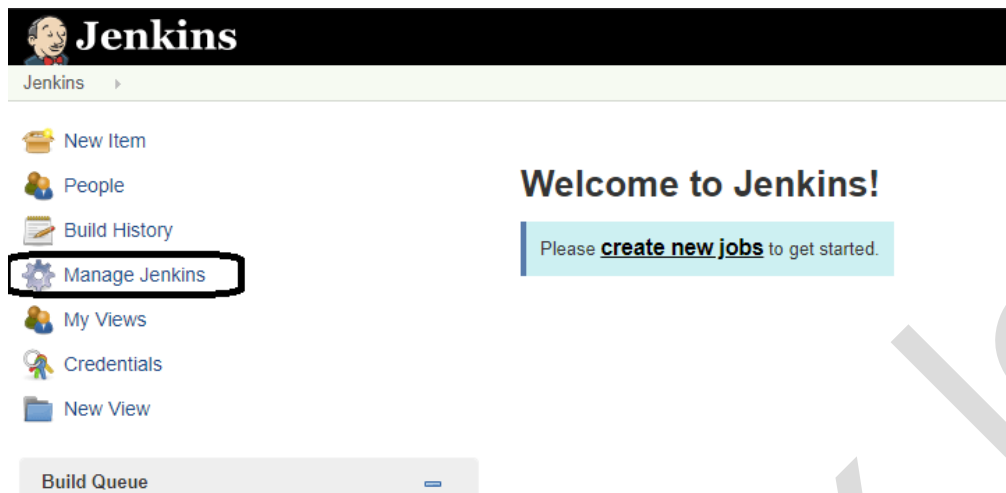 Jenkins
Jenkins
New Item
People
Build History
Manage Jenkins
My Views
Credentials
New View
Build Queue
Welcome to Jenkins!
Please create new jobs to get started.